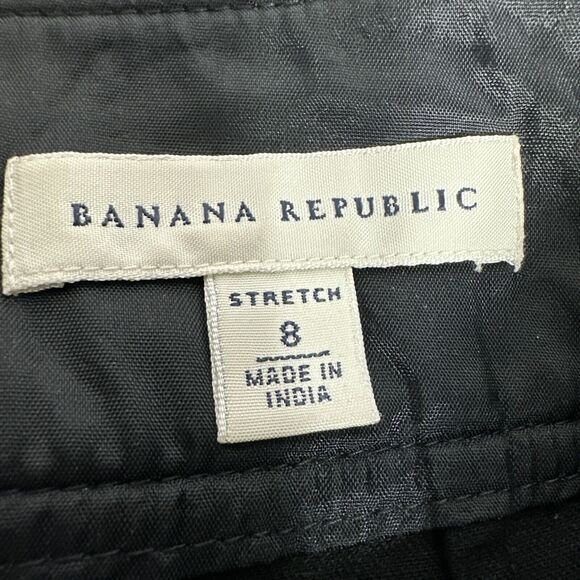 BANANA REPUBLIC
STRETCH
8
MADE IN
INDIA